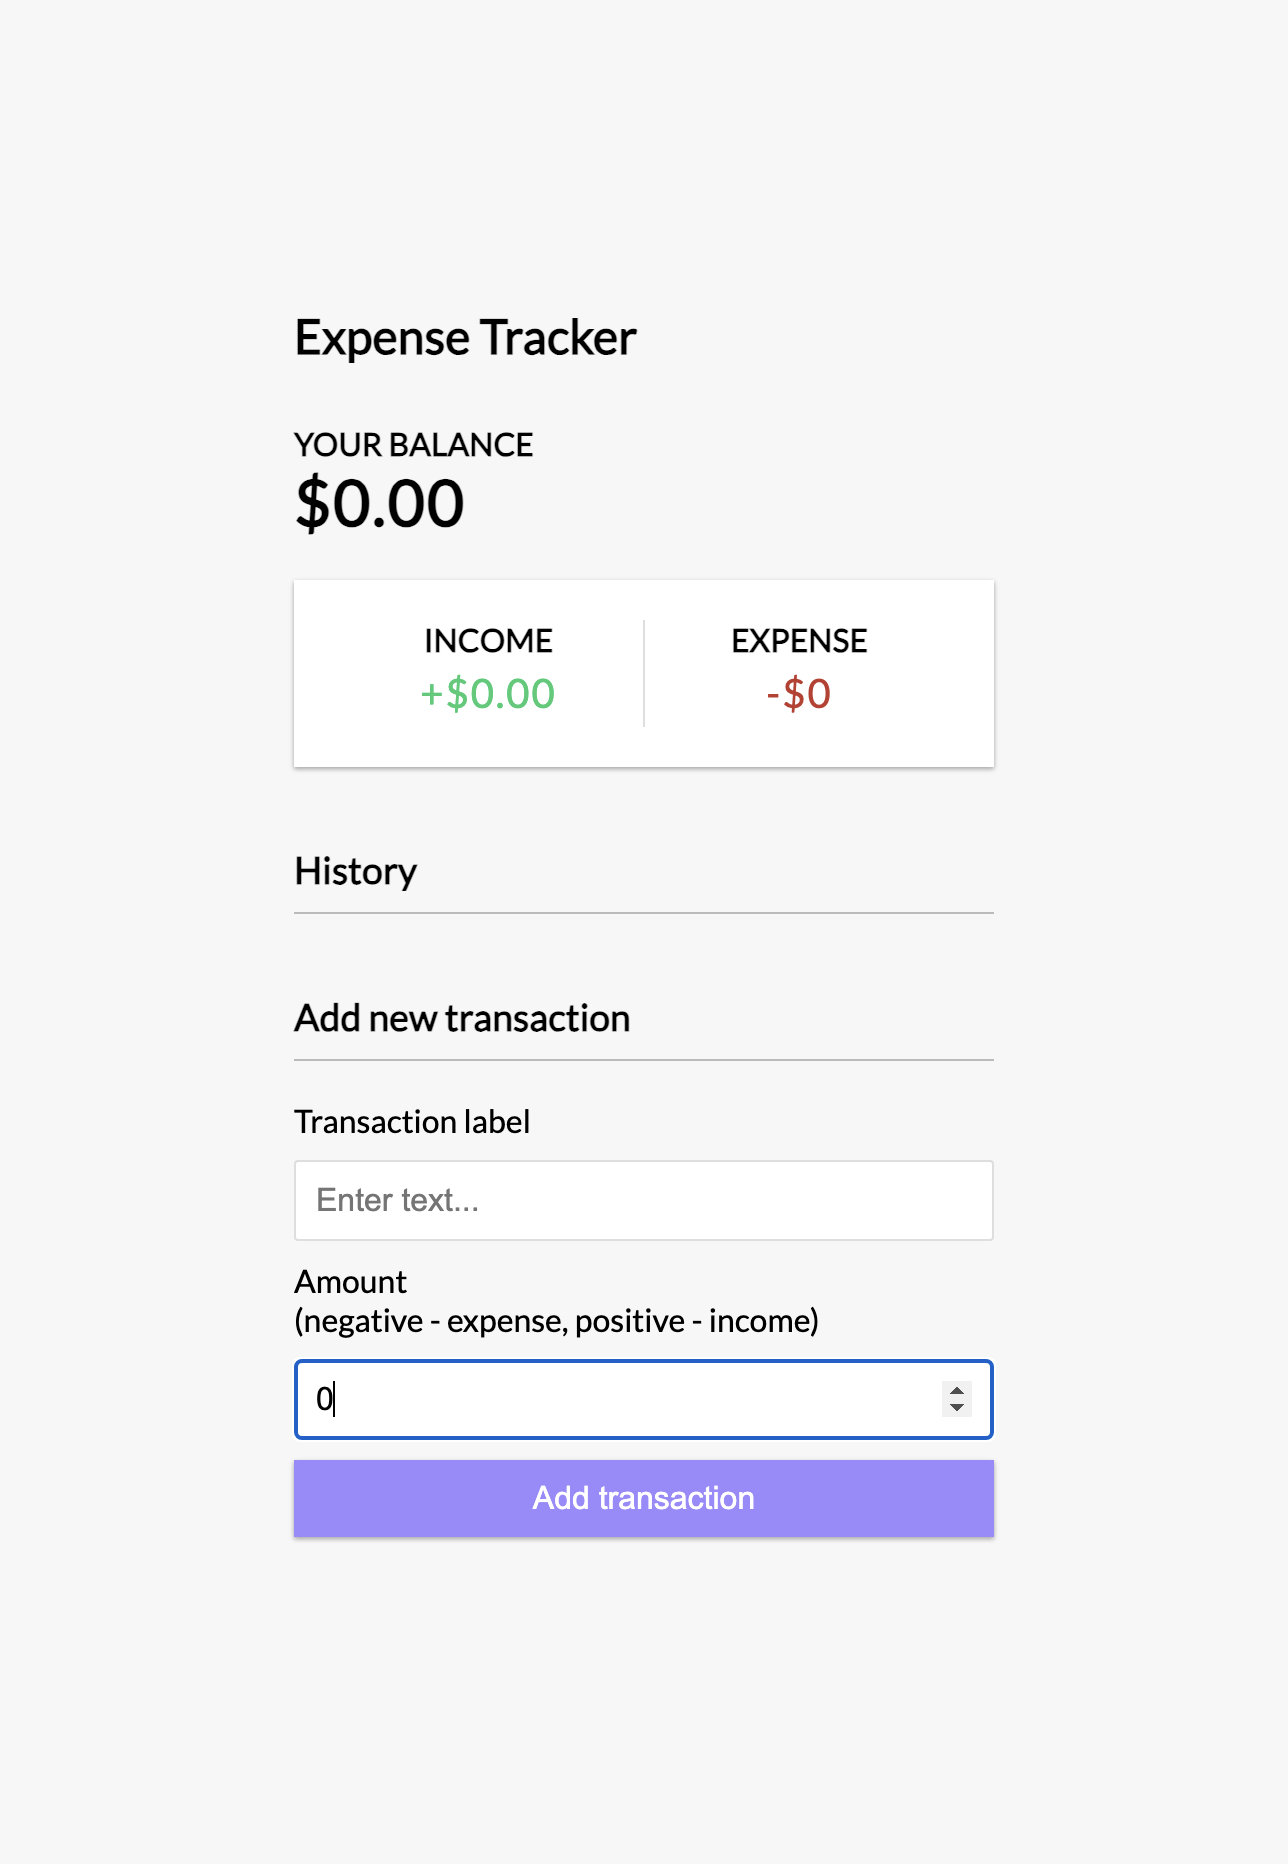 Expense Tracker
YOUR BALANCE
$0.00
INCOME
EXPENSE
+$0.00
-$0
History
Add new transaction
Transaction label
Enter text...
Amount
(negative - expense, positive - income)
0
Add transaction